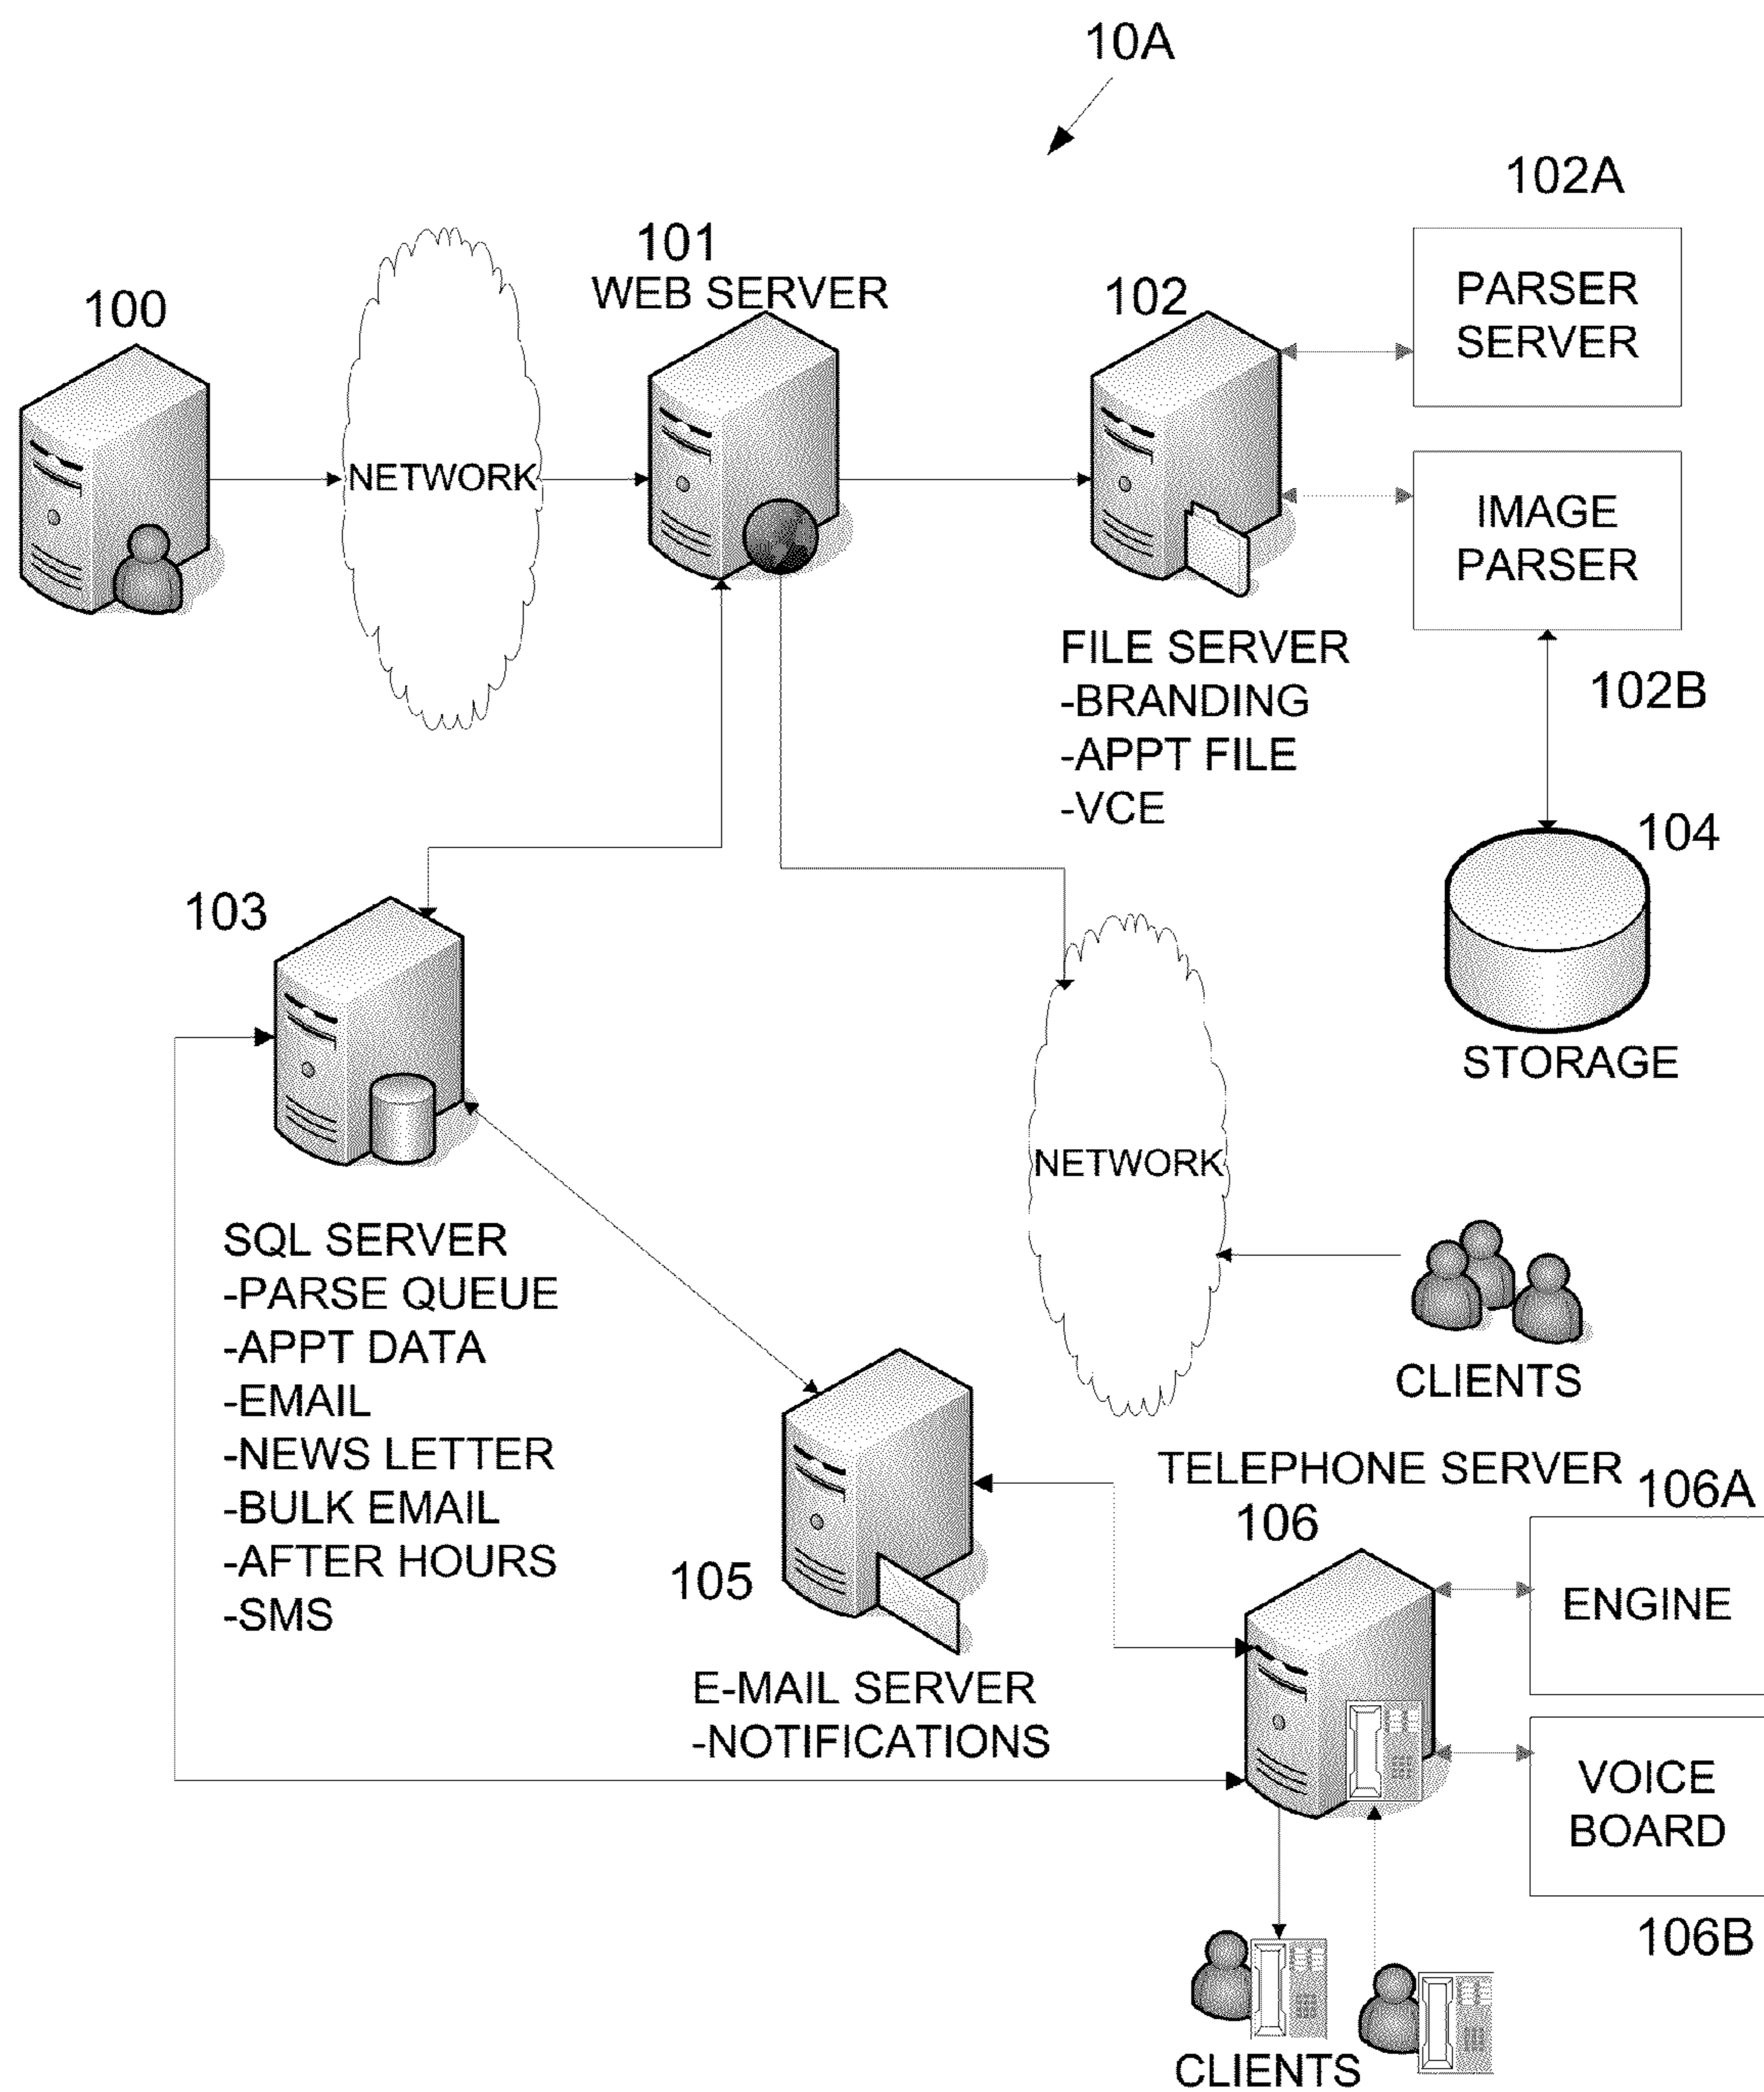 10A
102A
101
WEB SERVER
100
102
PARSER
SERVER
NETWORK
IMAGE
PARSER
FILE SERVER
-BRANDING
-APPT FILE
-VCE
102B
104
STORAGE
103
NETWORK
SQL SERVER
-PARSE QUEUE
-APPT DATA
-EMAIL
-NEWS LETTER
-BULK EMAIL
-AFTER HOURS
-SMS
CLIENTS
TELEPHONE SERVER
106
106A
ENGINE
105
E-MAIL SERVER
-NOTIFICATIONS
VOICE
BOARD
106B
CLIENTS